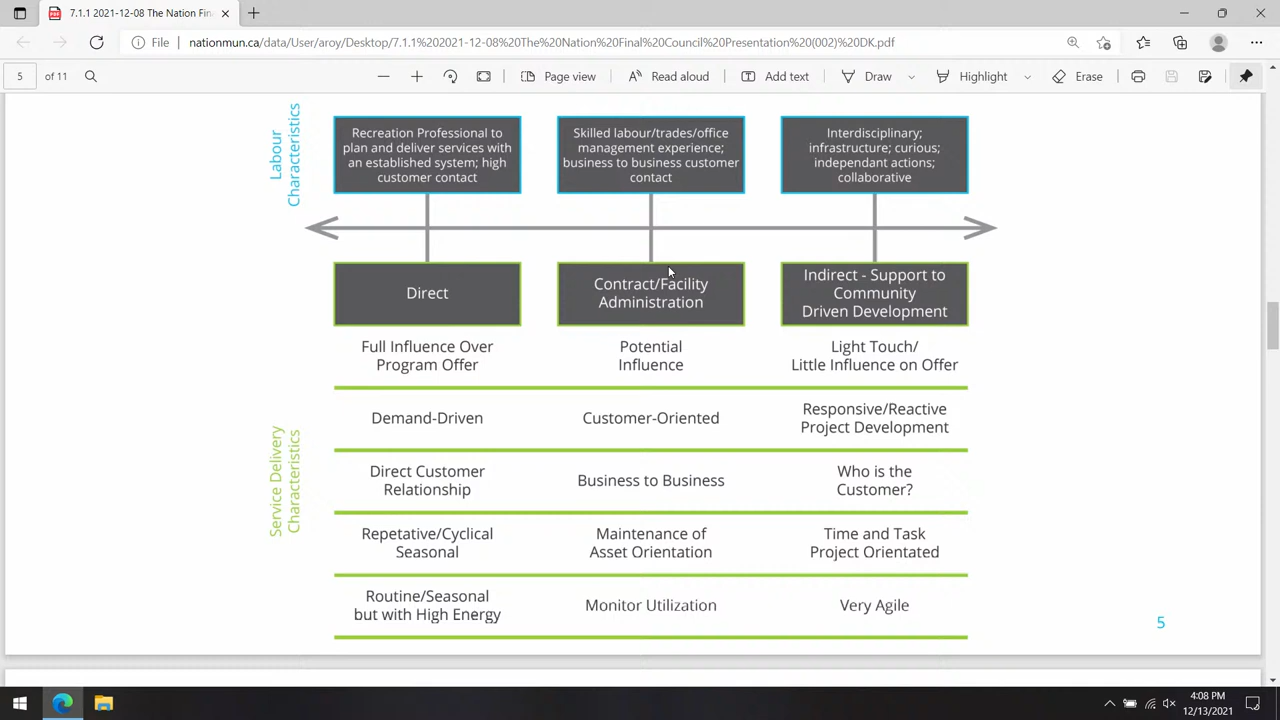 7.1.1 2021-12-08 The Nation Fin
File
nationmun.ca/data/User/aroy/Desktop/7.1.1%202021-12-08%20The%20Nation%20Final%20Council%20Presentation%20(002)%20DK.pdf
5 of 11
Page view
Read aloud
Add text
Draw
Highlight
Erase
Labour
Characteristics
Recreation Professional to
plan and deliver services with
an established system; high
customer contact
Skilled labour/trades/office
management experience;
business to business customer
contact
Interdisciplinary;
infrastructure; curious;
independant actions;
collaborative
Direct
Contract/Facility
Administration
Indirect - Support to
Community
Driven Development
Service Delivery
Characteristics
Full Influence Over
Program Offer
Potential
Influence
Light Touch/
Little Influence on Offer
Demand-Driven
Customer-Oriented
Responsive/Reactive
Project Development
Direct Customer
Relationship
Business to Business
Who is the
Customer?
Repetative/Cyclical
Seasonal
Maintenance of
Asset Orientation
Time and Task
Project Orientated
Routine/Seasonal
but with High Energy
Monitor Utilization
Very Agile
5
4:08 PM
12/13/2021